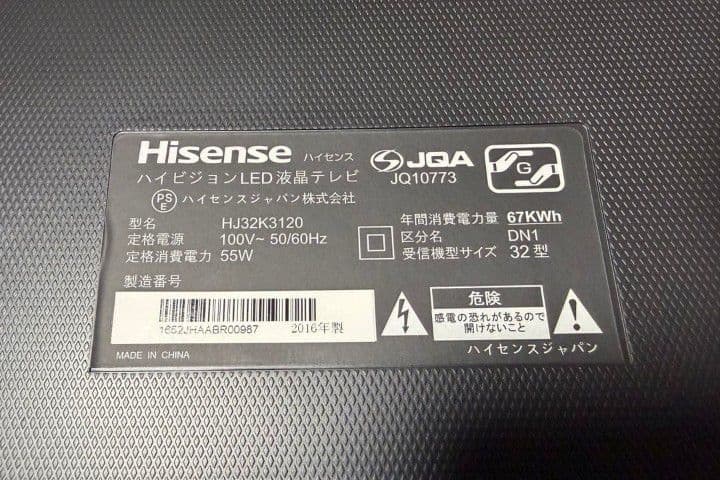 Hisense ハイセンス
JQA
JQ10773
G
ハイビジョンLED液晶テレビ
PSE ハイセンスジャパン株式会社
型名 HJ32K3120
定格電源 100V~ 50/60Hz
定格消費電力 55W
年間消費電力量 67KWh
区分名 DN1
受信機型サイズ 32型
製造番号
1652JHAABR00987 2016年製
危険
感電の恐れがあるので
開けないこと
MADE IN CHINA
ハイセンスジャパン